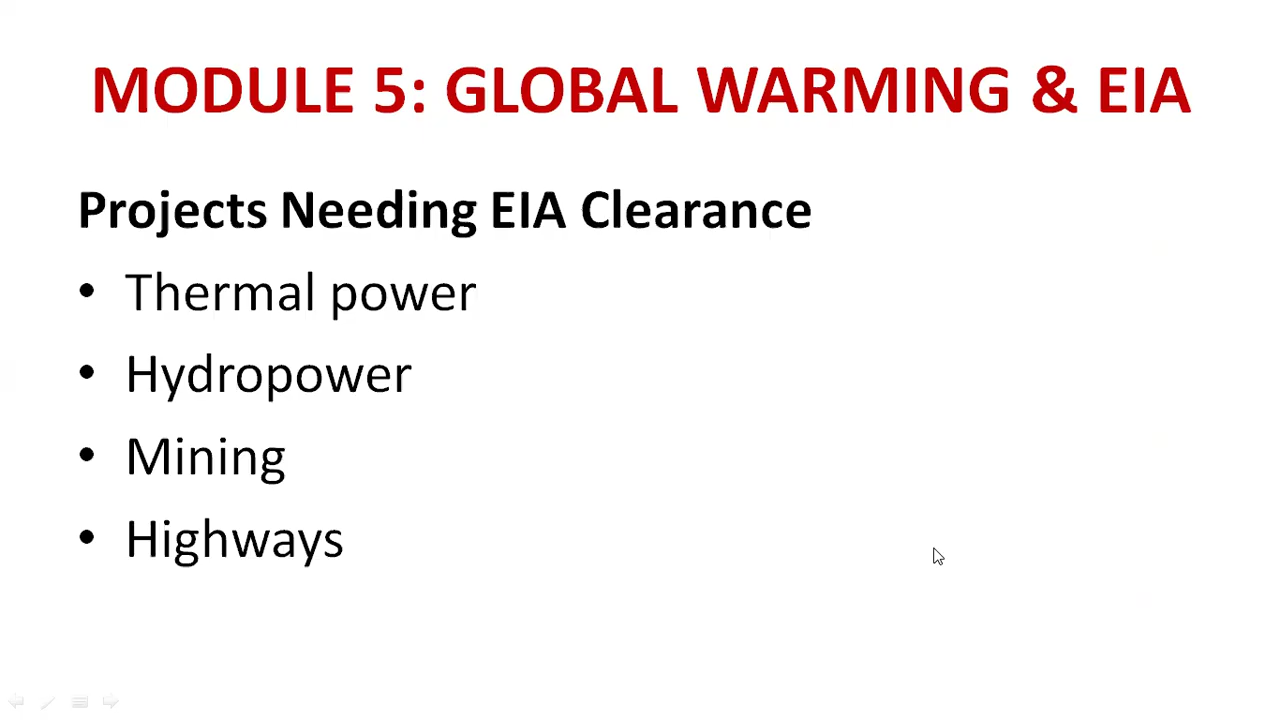 MODULE 5: GLOBAL WARMING & EIA
Projects Needing EIA Clearance
• Thermal power
• Hydropower
• Mining
• Highways